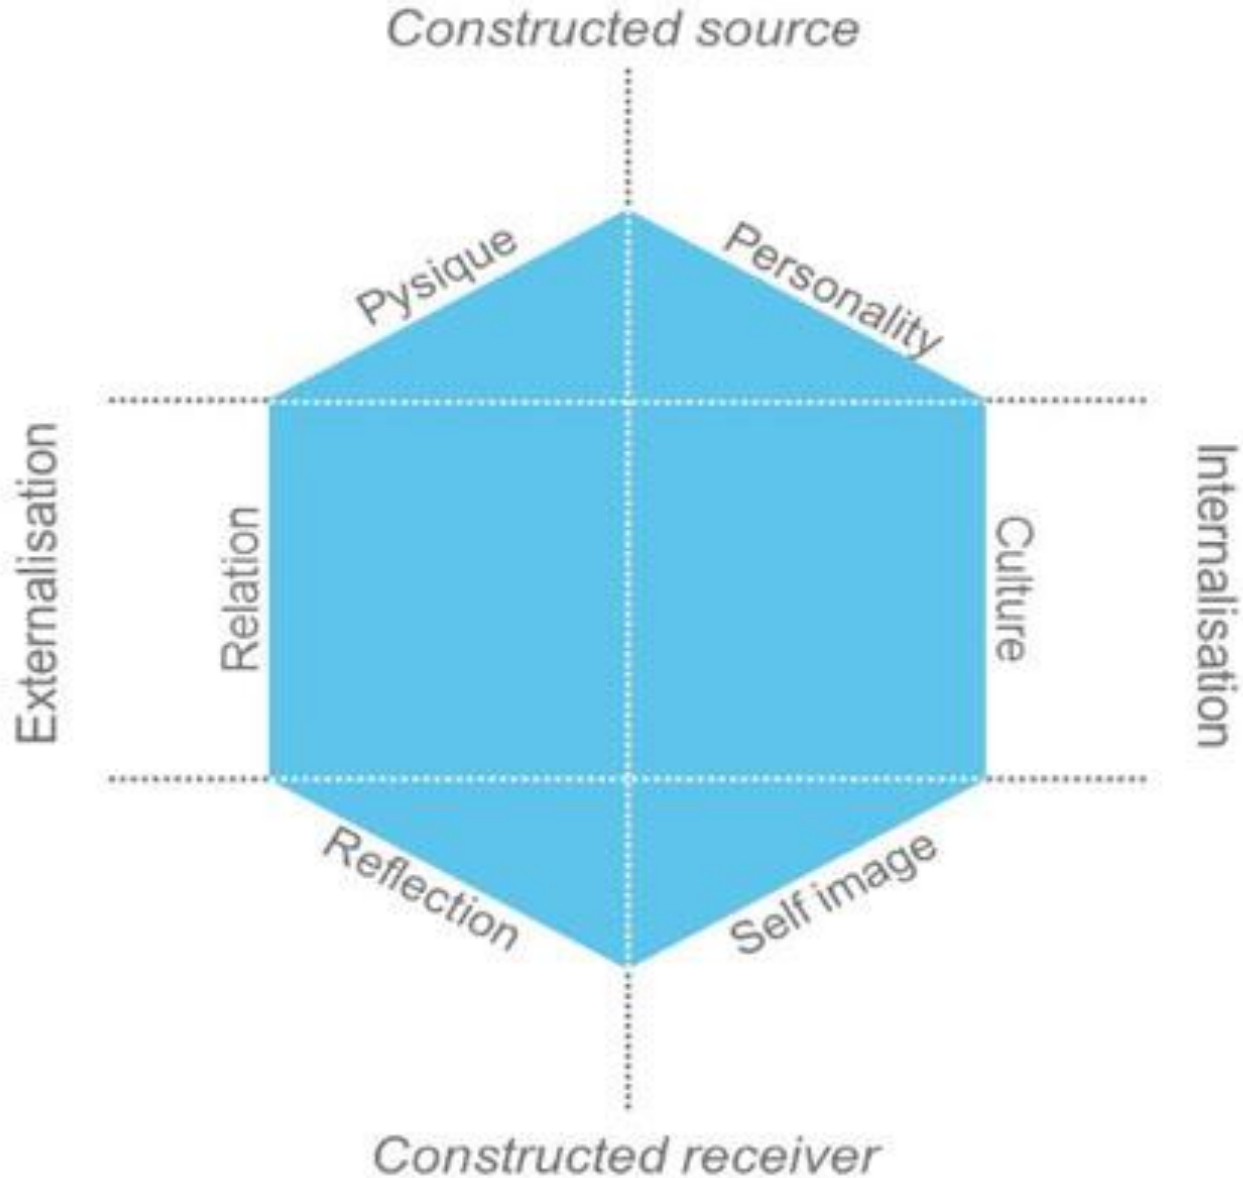 Constructed source
Pysique
Personality
Externalisation
Relation
Culture
Internalisation
Reflection
Self image
Constructed receiver